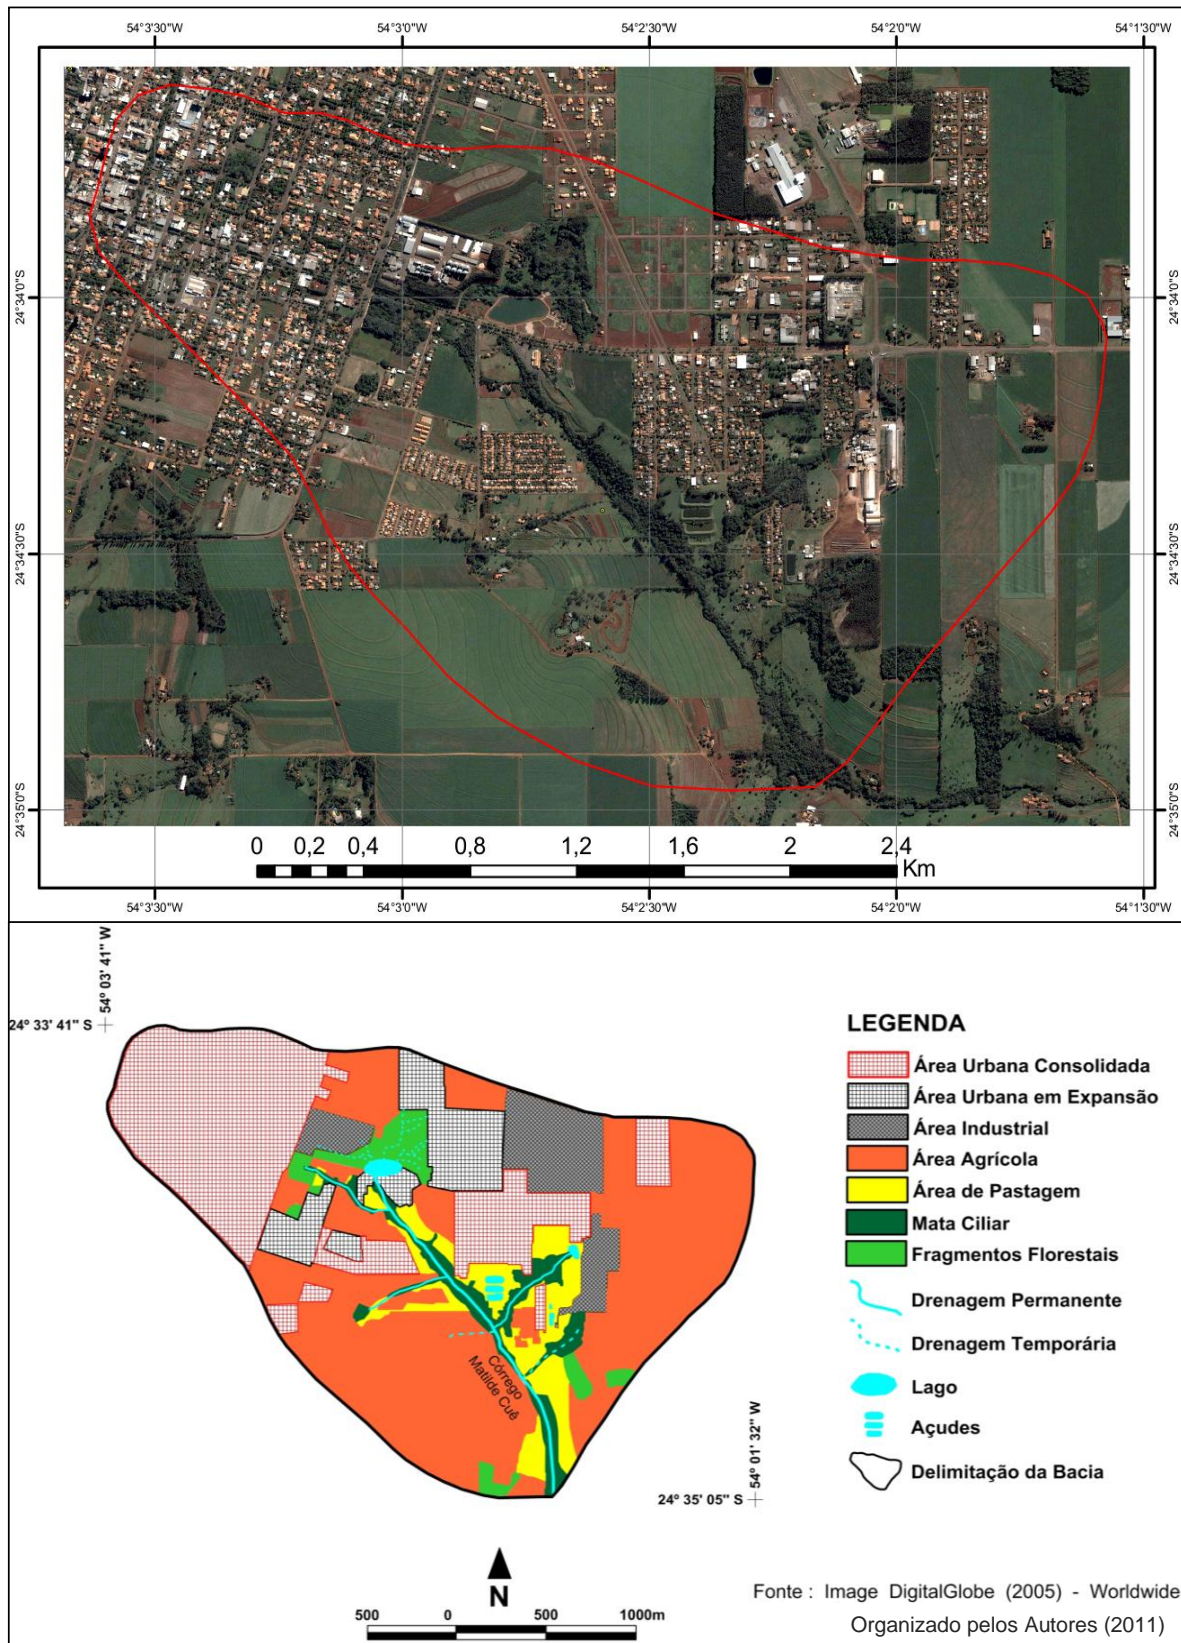 54°3'30"W 54°3'0"W 54°2'30"W 54°2'0"W 54°1'30"W
24°34'0"S 24°34'0"S
24°34'30"S 24°34'30"S
24°35'0"S 24°35'0"S
0 0,2 0,4 0,8 1,2 1,6 2 2,4
Km
54°3'30"W 54°3'0"W 54°2'30"W 54°2'0"W 54°1'30"W
54º 03' 41" W
24º 33' 41" S
LEGENDA
Área Urbana Consolidada
Área Urbana em Expansão
Área Industrial
Área Agrícola
Área de Pastagem
Mata Ciliar
Fragmentos Florestais
Drenagem Permanente
Drenagem Temporária
Lago
Açudes
Delimitação da Bacia
Córrego
Matilde Cuê
54º 01' 32" W
24º 35' 05" S
N
500 0 500 1000m
Fonte : Image DigitalGlobe (2005) - Worldwide
Organizado pelos Autores (2011)